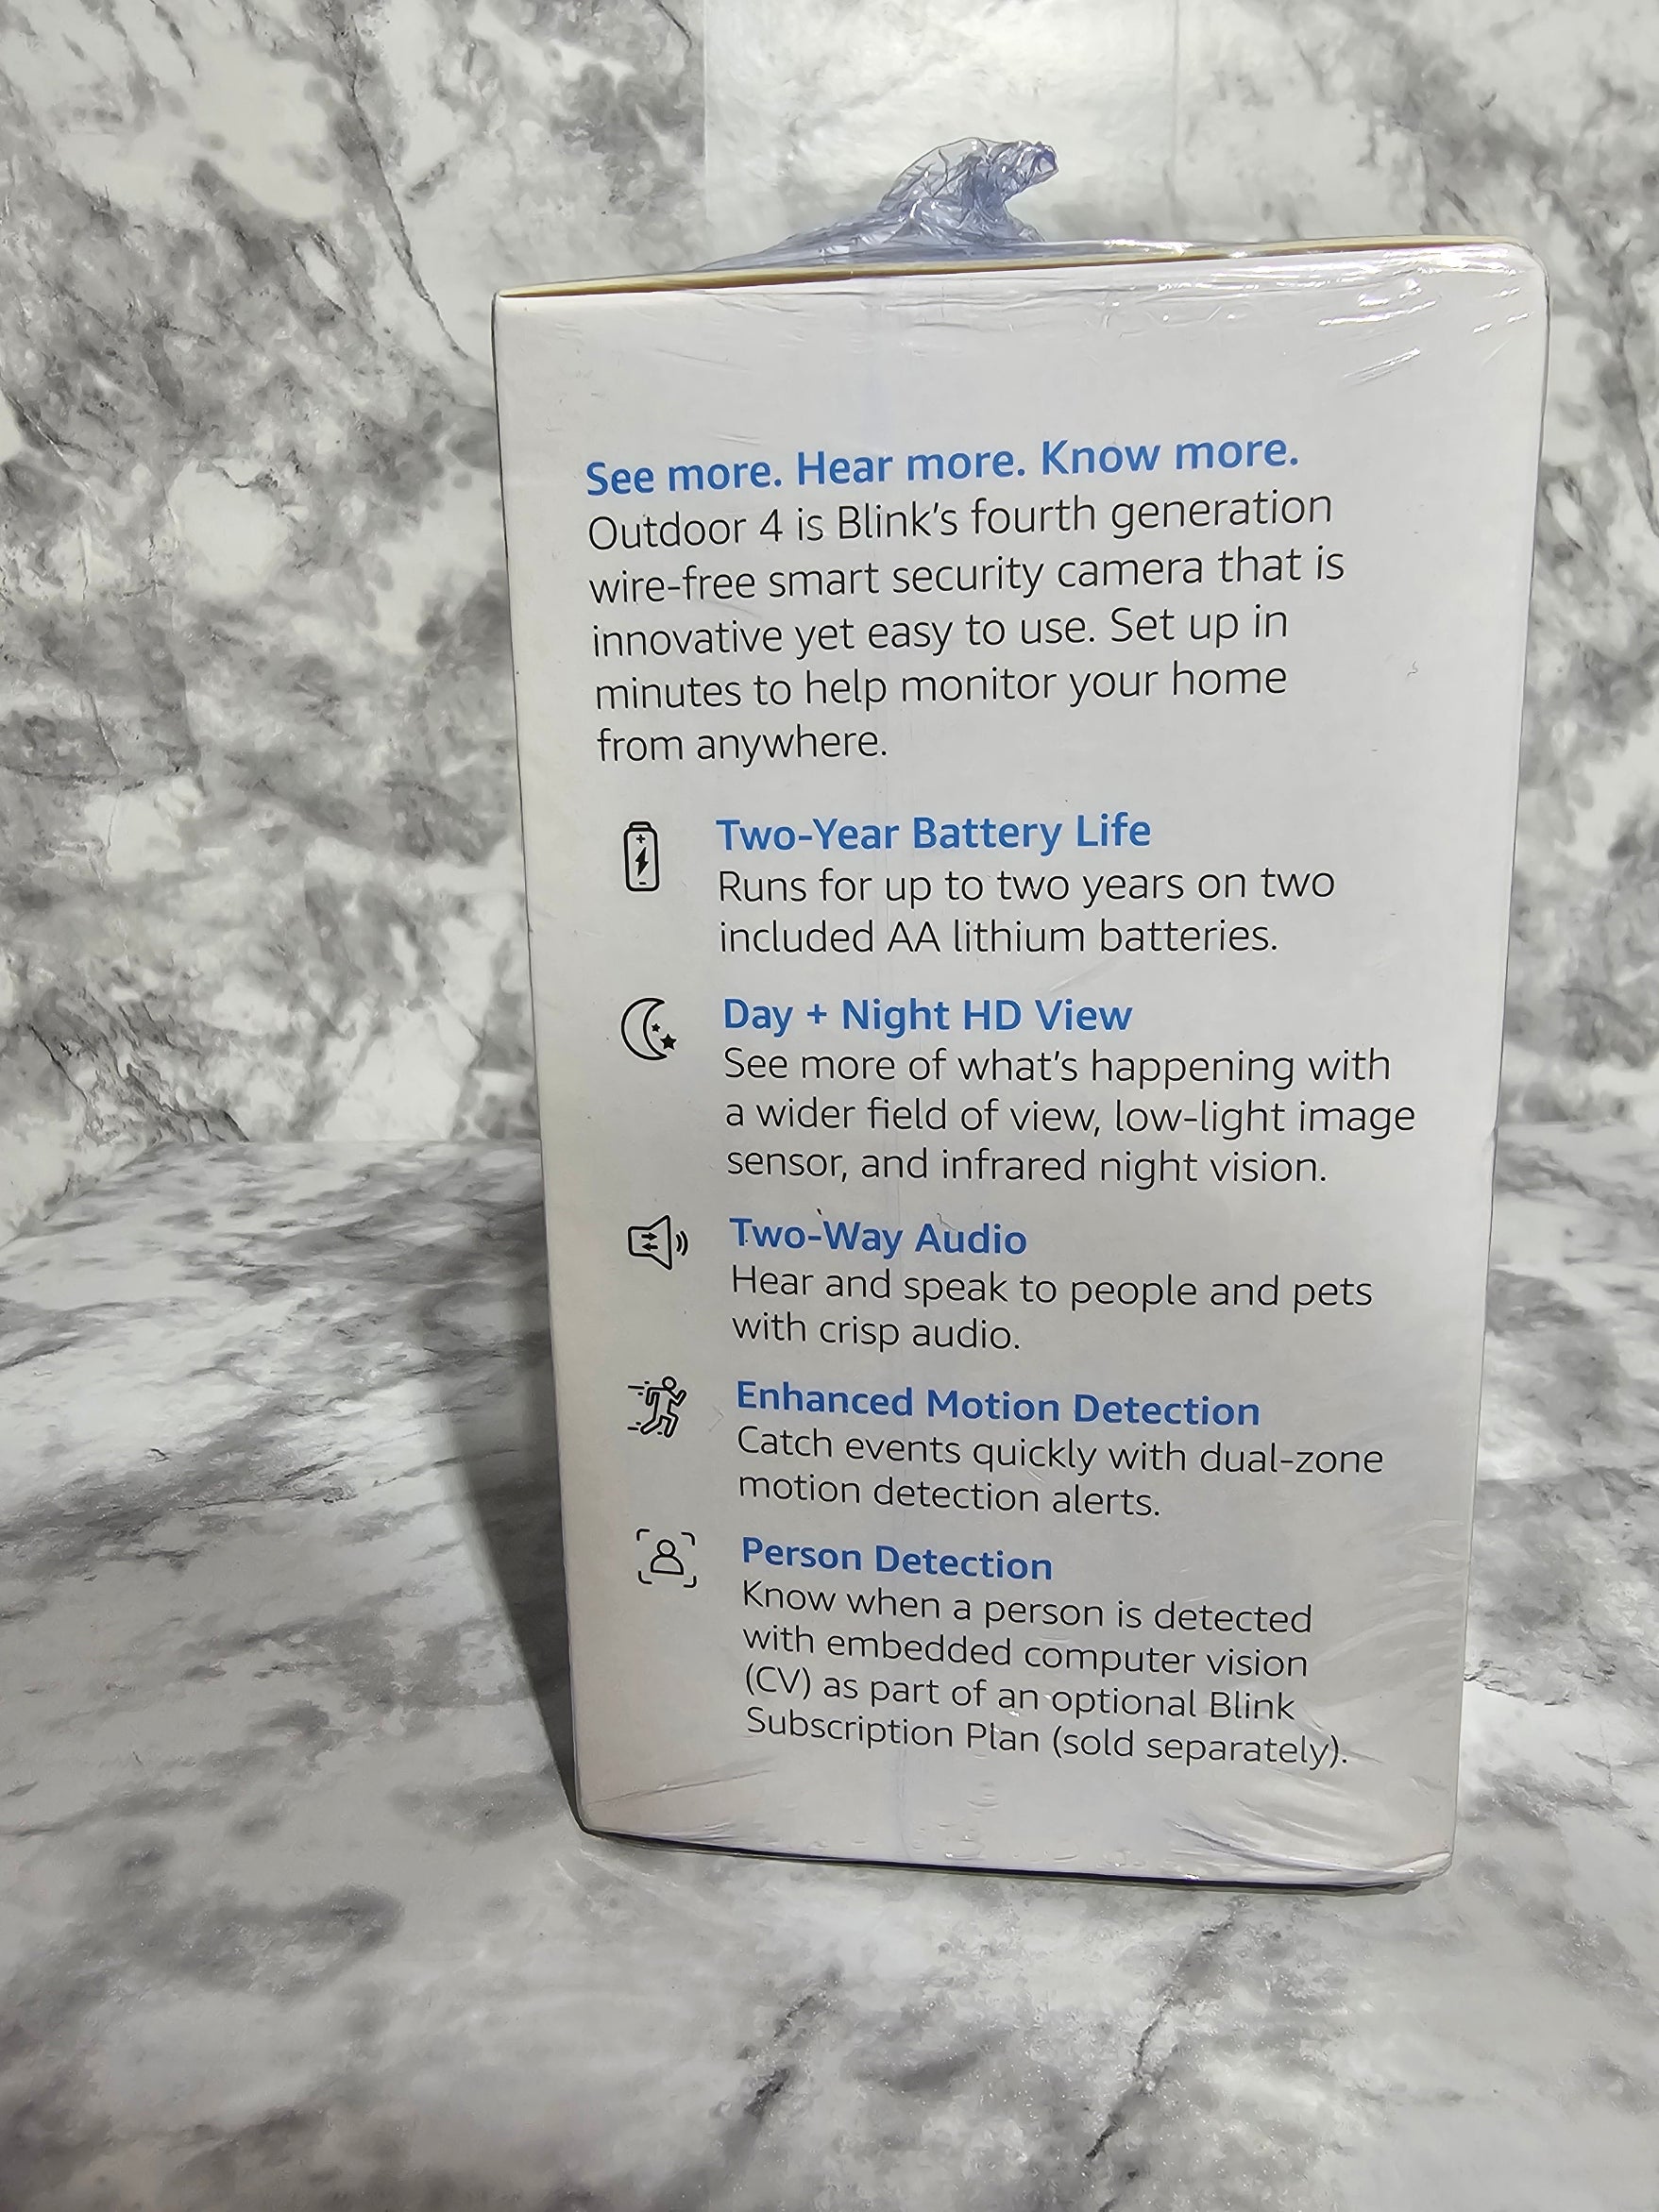 See more. Hear more. Know more.
Outdoor 4 is Blink's fourth generation
wire-free smart security camera that is
innovative yet easy to use. Set up in
minutes to help monitor your home
from anywhere.
Two-Year Battery Life
Runs for up to two years on two
included AA lithium batteries.
Day + Night HD View
See more of what's happening with
a wider field of view, low-light image
sensor, and infrared night vision.
Two-Way Audio
Hear and speak to people and pets
with crisp audio.
Enhanced Motion Detection
Catch events quickly with dual-zone
motion detection alerts.
Person Detection
Know when a person is detected
with embedded computer vision
(CV) as part of an optional Blink
Subscription Plan (sold separately).